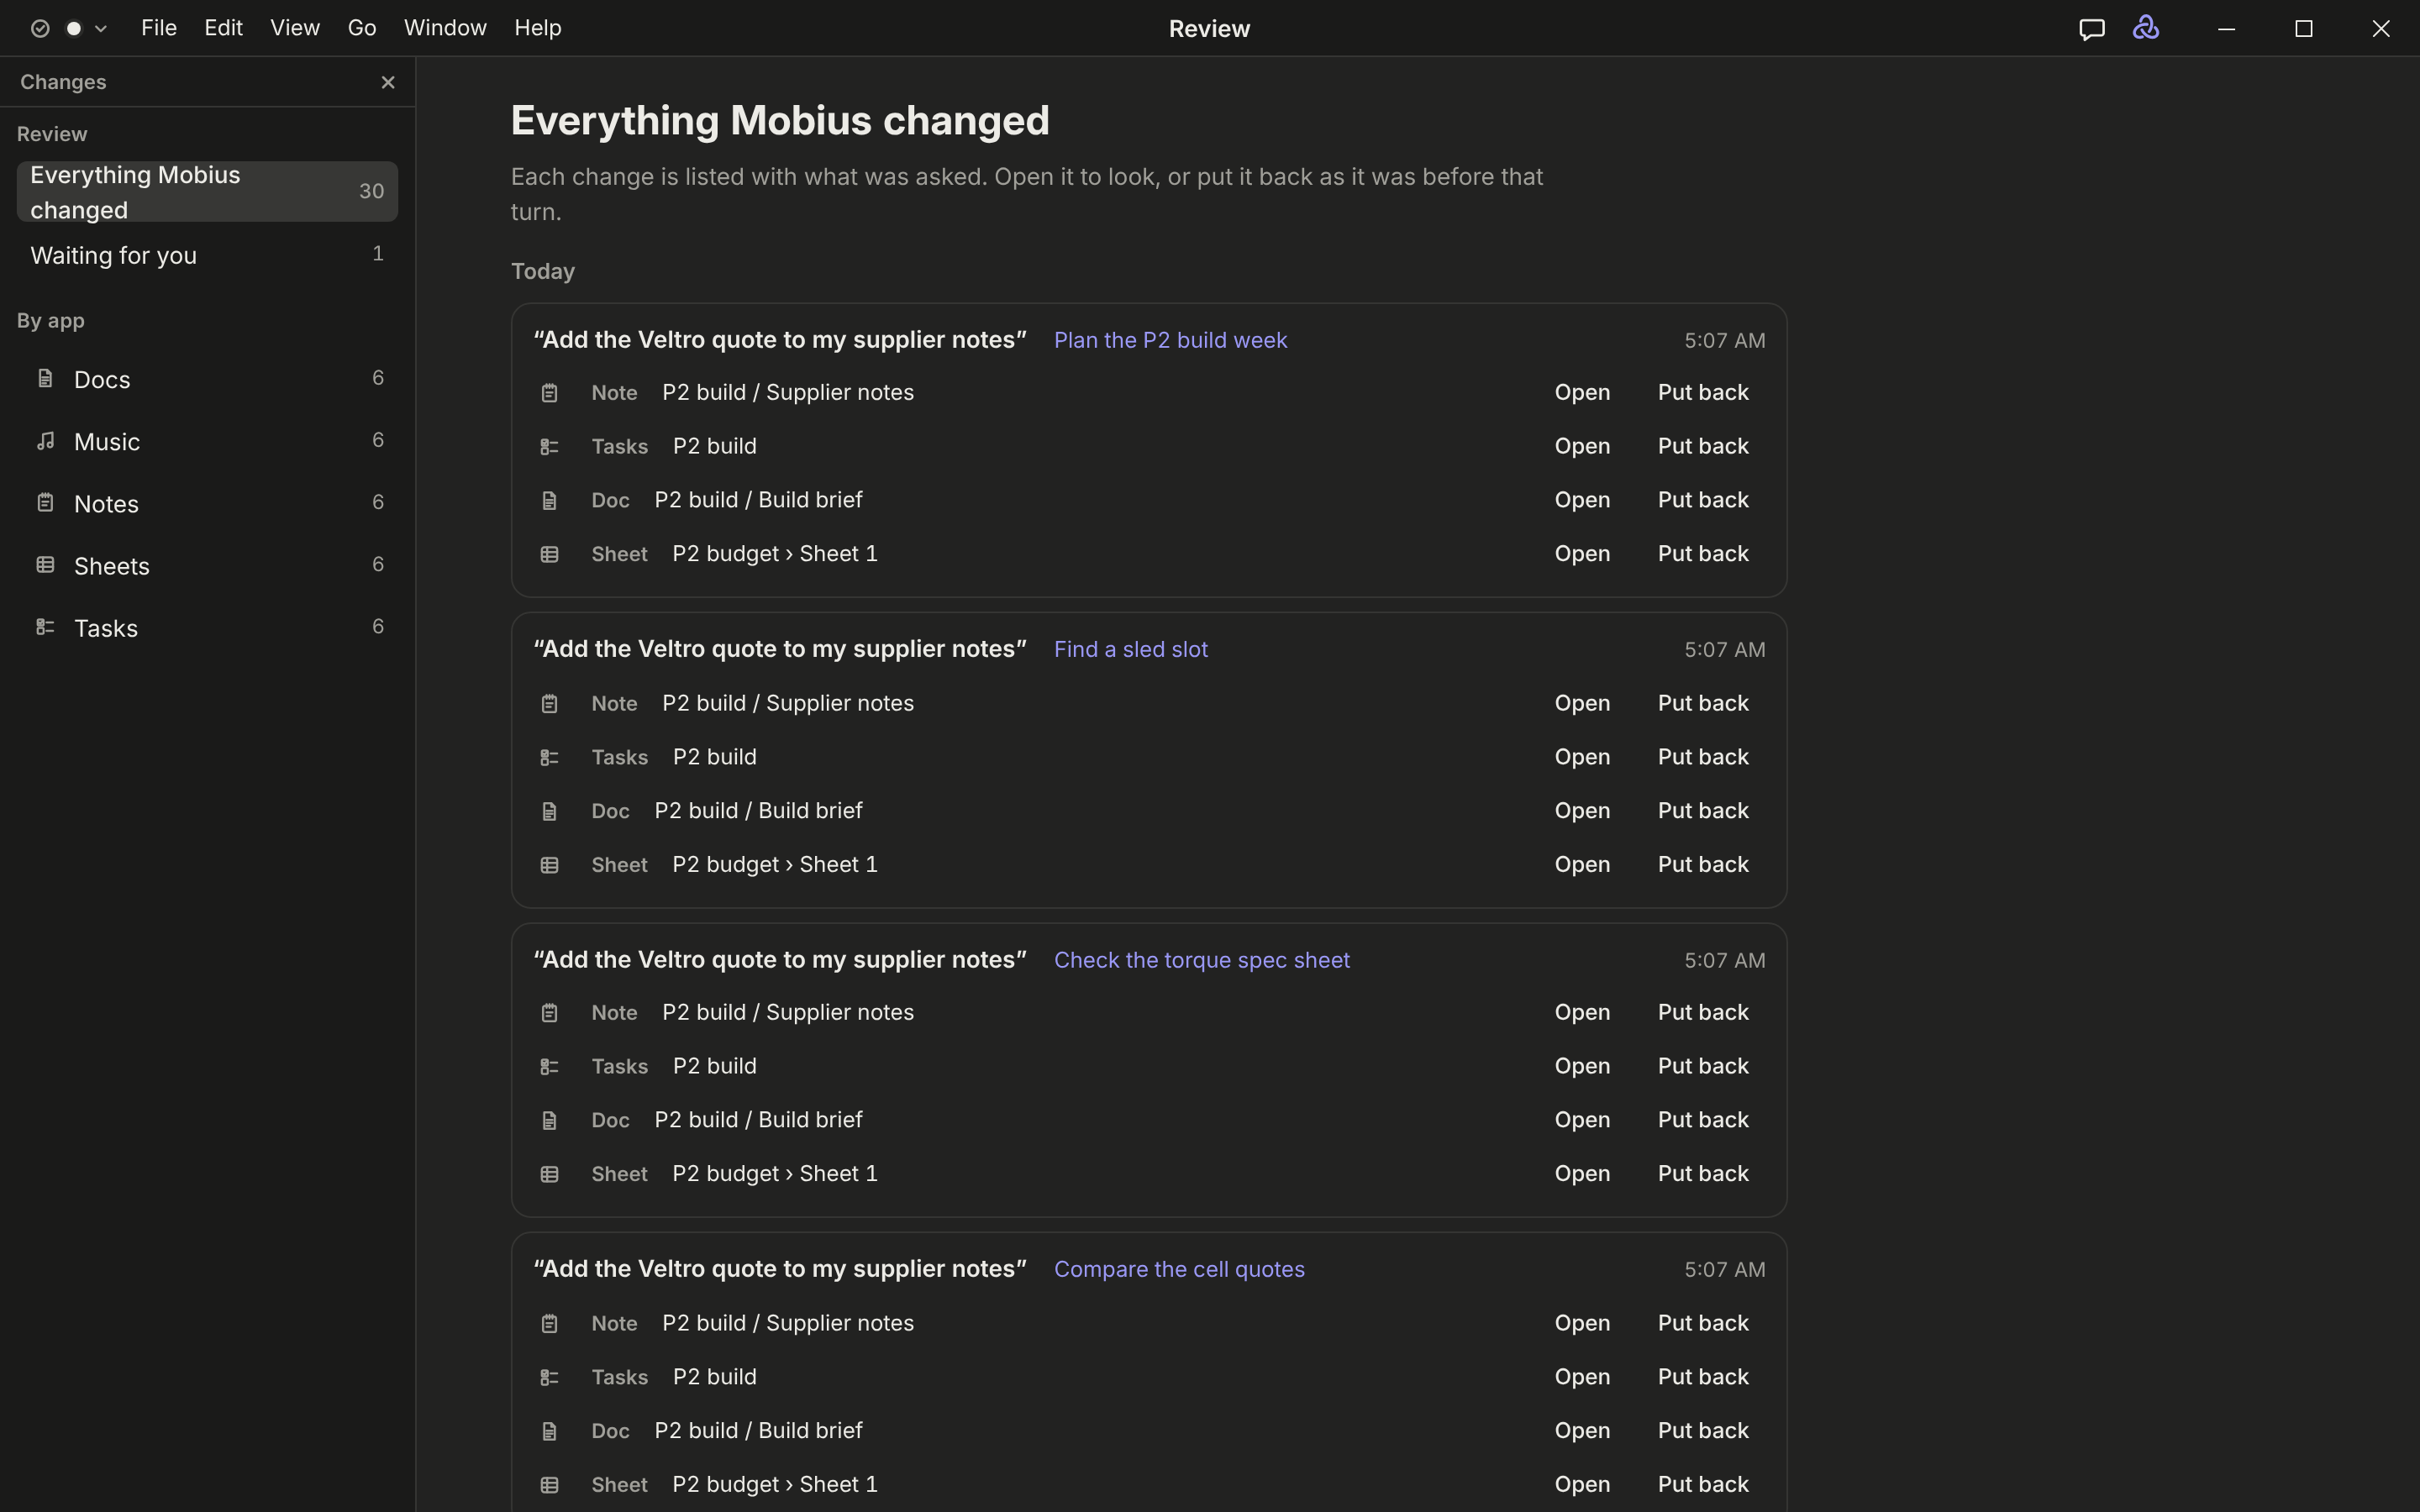 File Edit View Go Window Help
Review
Changes
Review
Everything Mobius
changed
30
Waiting for you 1
By app
Docs 6
Music 6
Notes 6
Sheets 6
Tasks 6
Everything Mobius changed
Each change is listed with what was asked. Open it to look, or put it back as it was before that
turn.
Today
“Add the Veltro quote to my supplier notes” Plan the P2 build week 5:07 AM
Note P2 build / Supplier notes Open Put back
Tasks P2 build Open Put back
Doc P2 build / Build brief Open Put back
Sheet P2 budget › Sheet 1 Open Put back
“Add the Veltro quote to my supplier notes” Find a sled slot 5:07 AM
Note P2 build / Supplier notes Open Put back
Tasks P2 build Open Put back
Doc P2 build / Build brief Open Put back
Sheet P2 budget › Sheet 1 Open Put back
“Add the Veltro quote to my supplier notes” Check the torque spec sheet 5:07 AM
Note P2 build / Supplier notes Open Put back
Tasks P2 build Open Put back
Doc P2 build / Build brief Open Put back
Sheet P2 budget › Sheet 1 Open Put back
“Add the Veltro quote to my supplier notes” Compare the cell quotes 5:07 AM
Note P2 build / Supplier notes Open Put back
Tasks P2 build Open Put back
Doc P2 build / Build brief Open Put back
Sheet P2 budget › Sheet 1 Open Put back